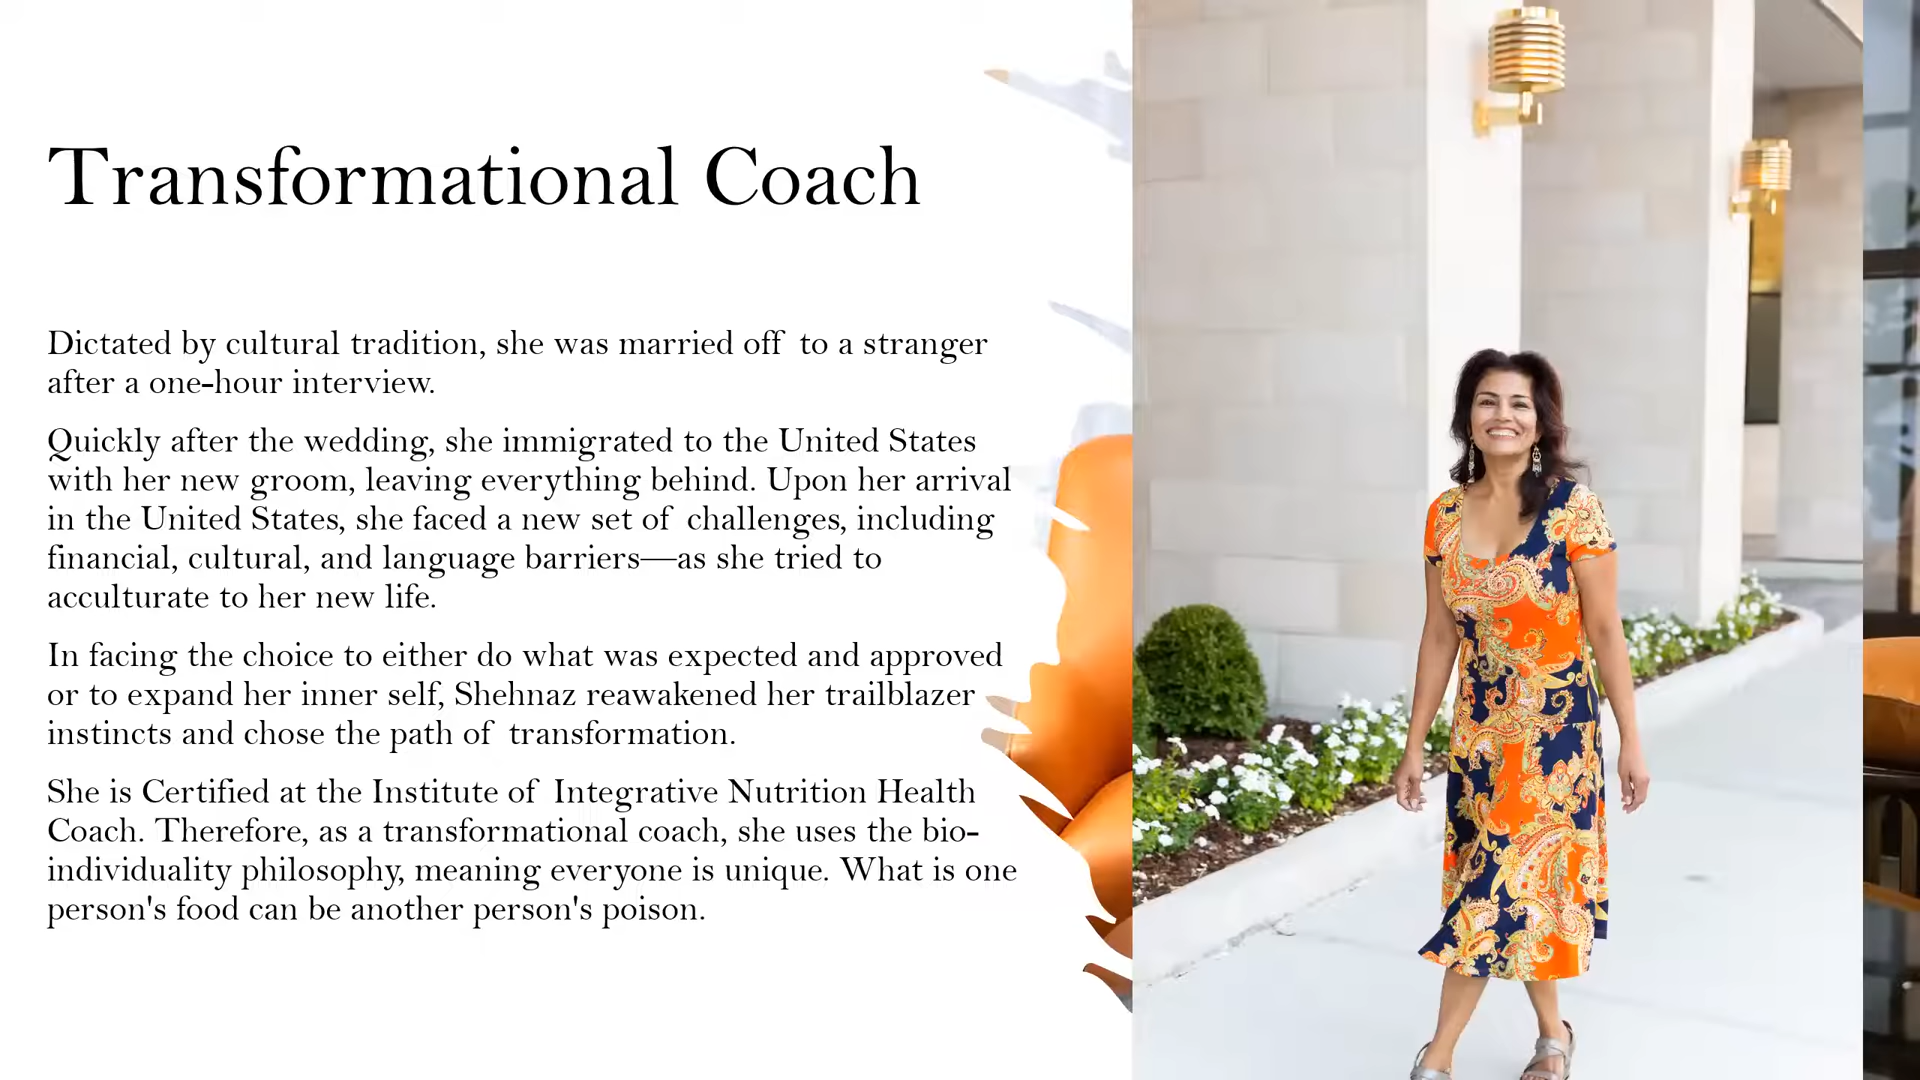 Transformational Coach
Dictated by cultural tradition, she was married off to a stranger
after a one-hour interview.
Quickly after the wedding, she immigrated to the United States
with her new groom, leaving everything behind. Upon her arrival
in the United States, she faced a new set of challenges, including
financial, cultural, and language barriers—as she tried to
acculturate to her new life.
In facing the choice to either do what was expected and approved
or to expand her inner self, Shehnaz reawakened her trailblazer
instincts and chose the path of transformation.
She is Certified at the Institute of Integrative Nutrition Health
Coach. Therefore, as a transformational coach, she uses the bio-
individuality philosophy, meaning everyone is unique. What is one
person's food can be another person's poison.